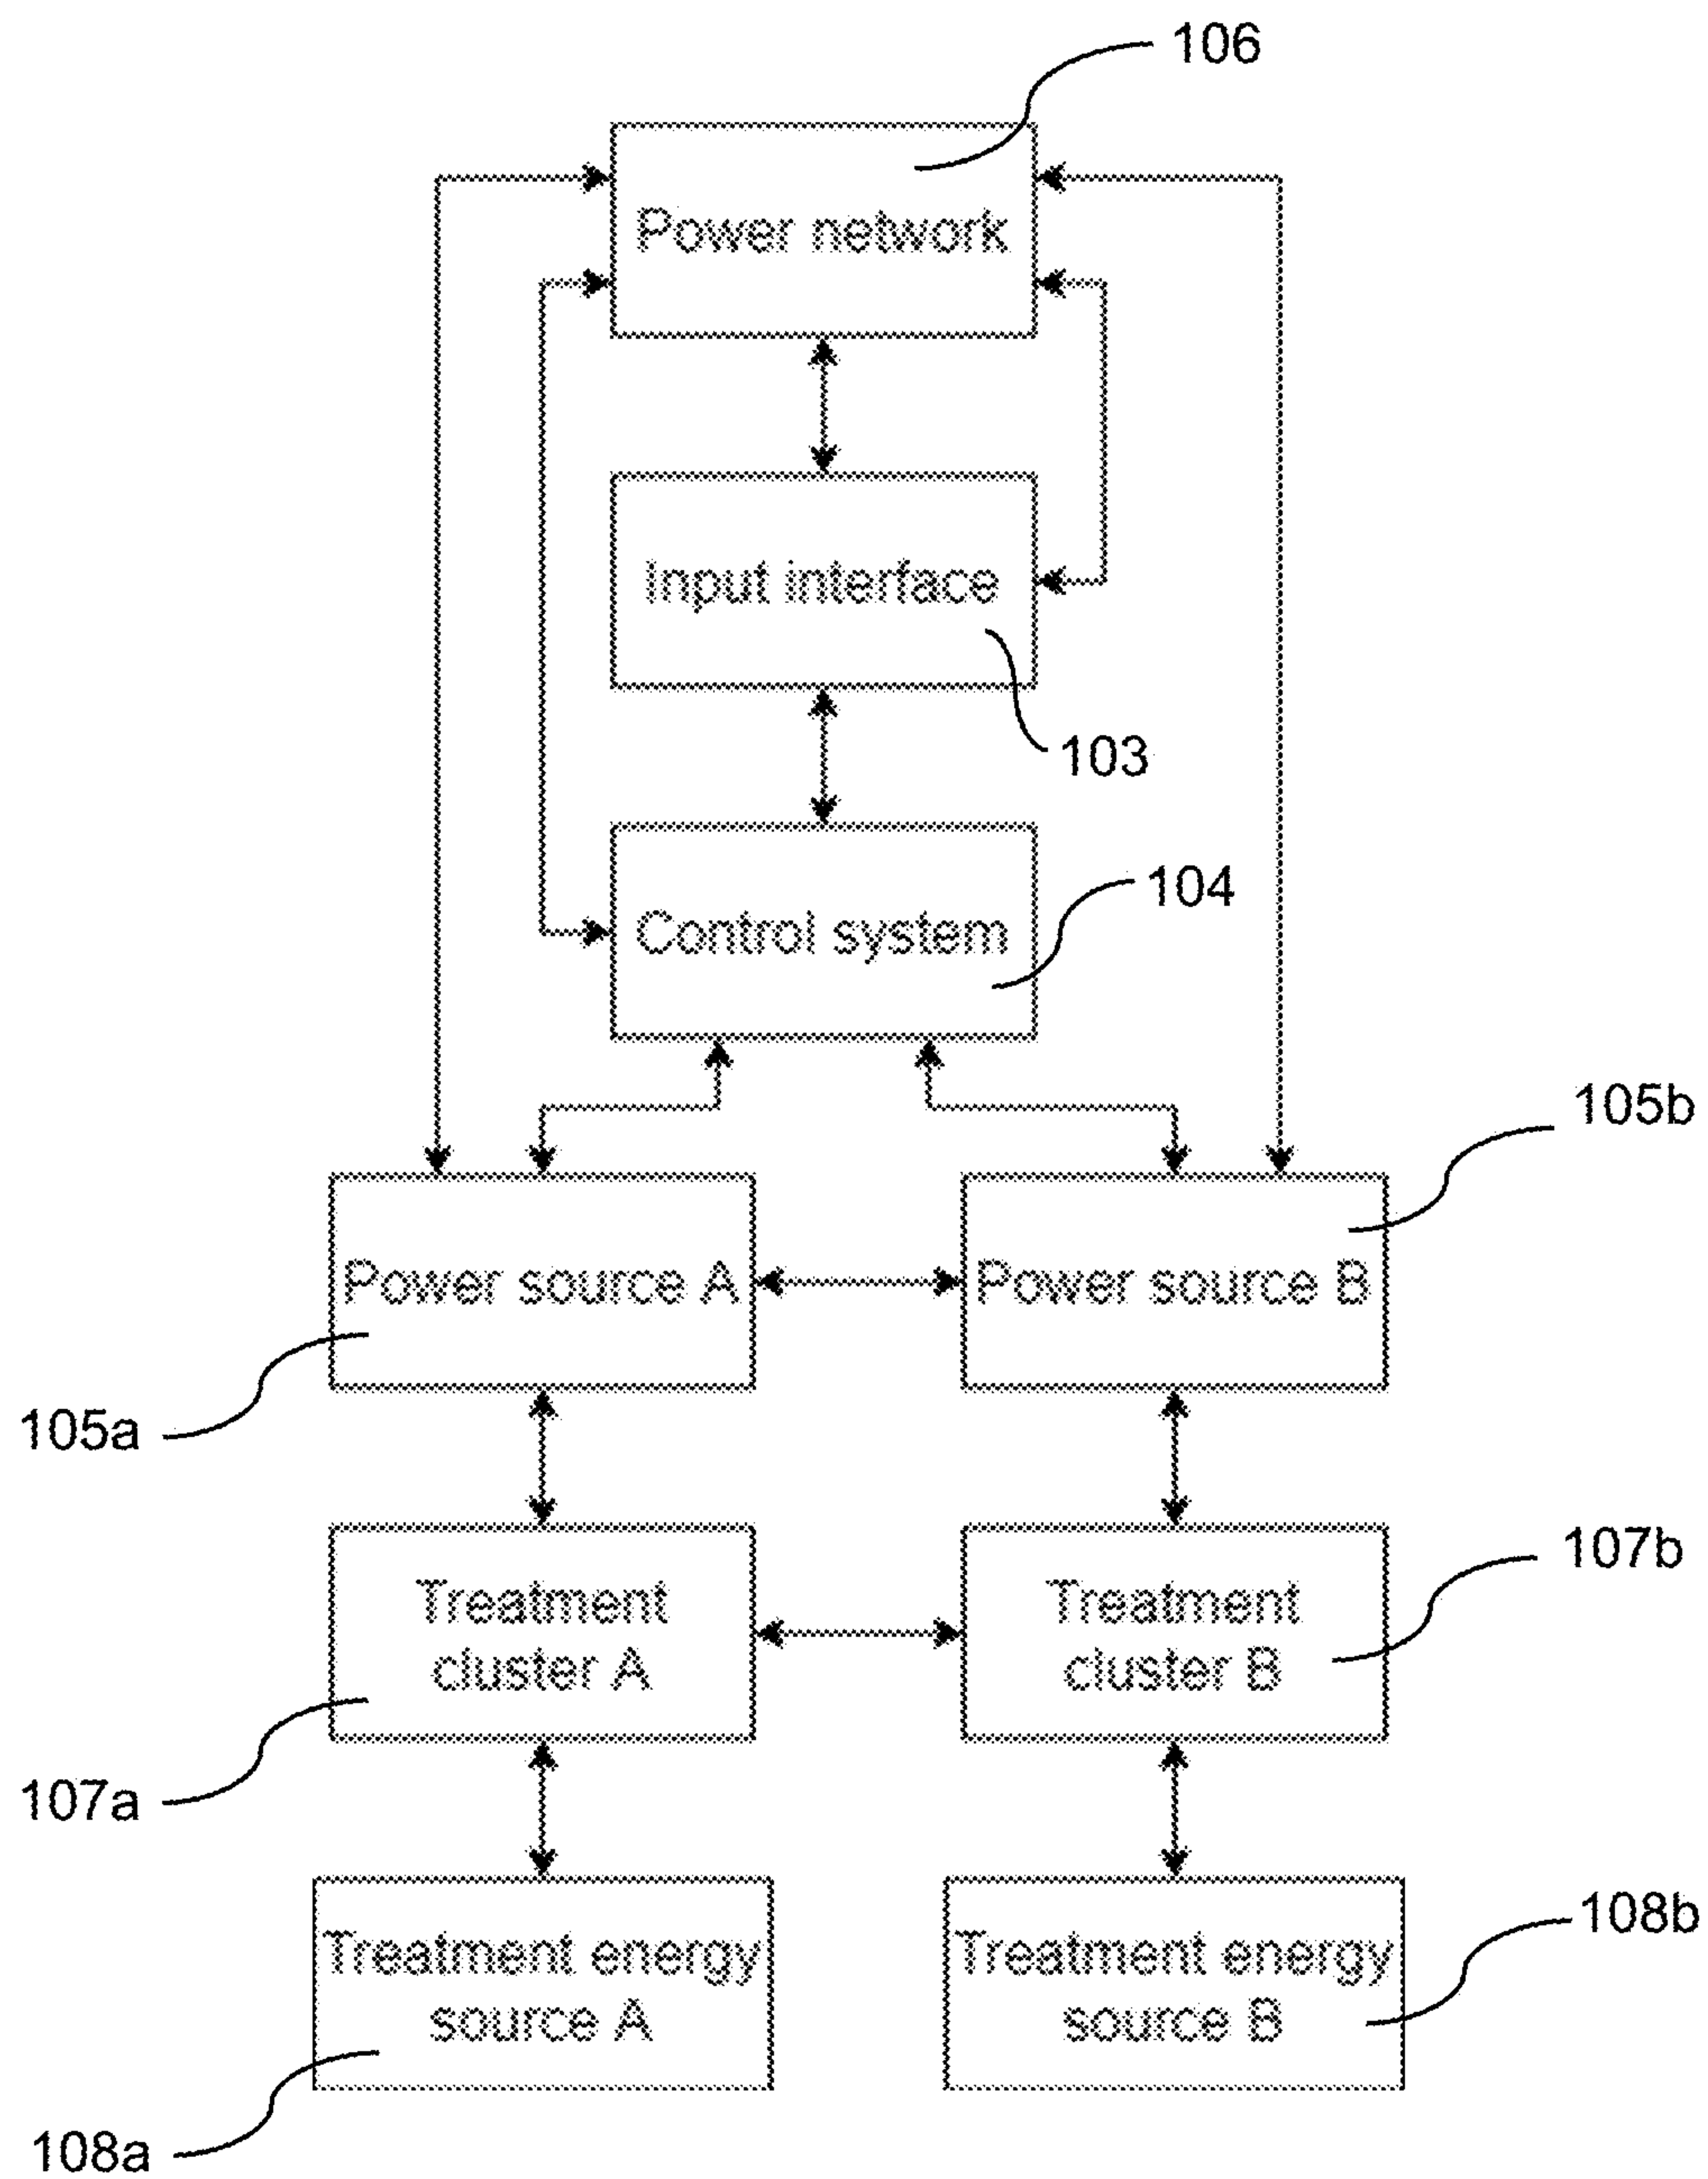 106
Power network
Input interface
103
104
Control system
105b
Power source A
Power source B
105a
107b
Treatment
cluster A
Treatment
cluster B
107a
108b
Treatment energy
source A
Treatment energy
source B
108a